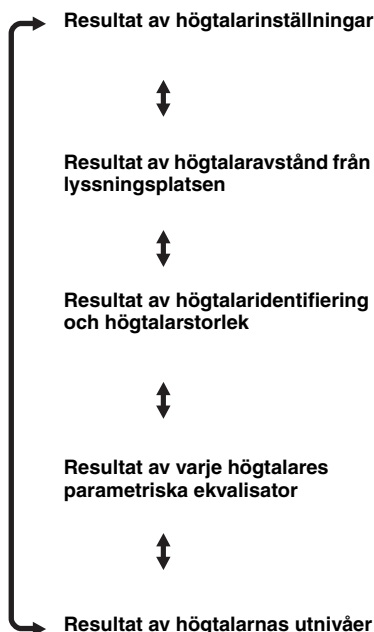 Resultat av högtalarinställningar
Resultat av högtalaravstånd från
lyssningsplatsen
Resultat av högtalaridentifiering
och högtalarstorlek
Resultat av varje högtalares
parametriska ekvalisator
Resultat av högtalarnas utnivåer